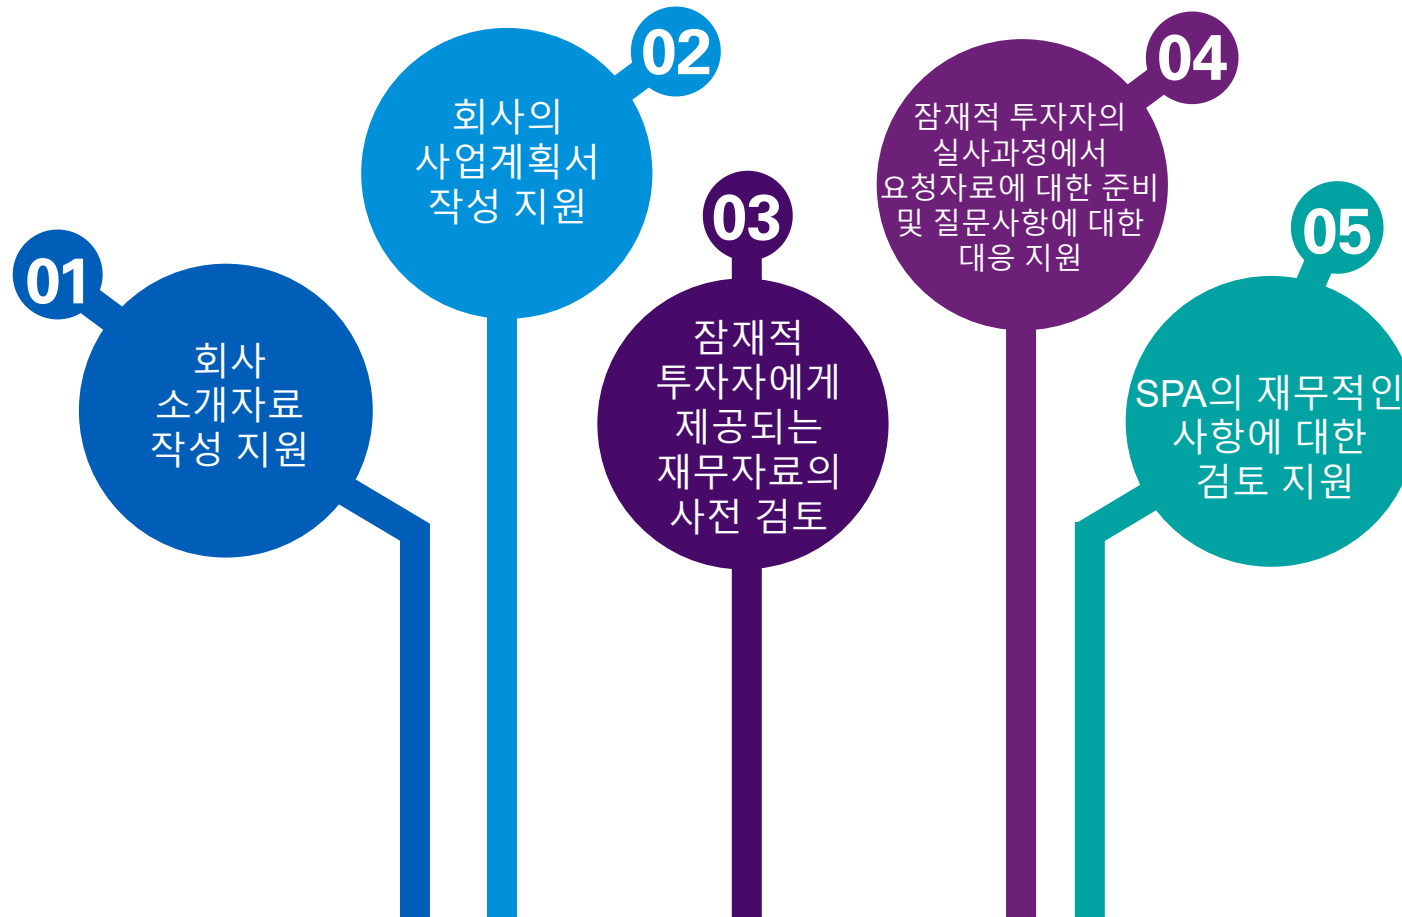 01
회사
소개자료
작성 지원
02
회사의
사업계획서
작성 지원
03
잠재적
투자자에게
제공되는
재무자료의
사전 검토
04
잠재적 투자자의
실사과정에서
요청자료에 대한 준비
및 질문사항에 대한
대응 지원
05
SPA의 재무적인
사항에 대한
검토 지원